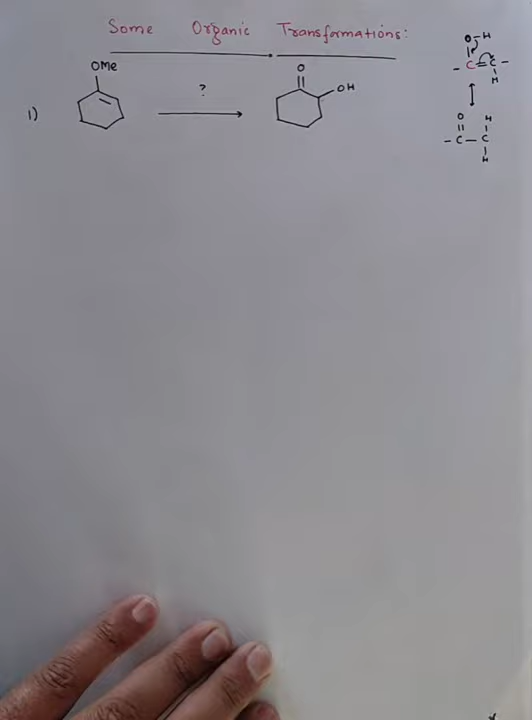 Some Organic Transformations:
OMe
?
O
OH
1)
O-H
- C = C -
H
O H
- C - C
H